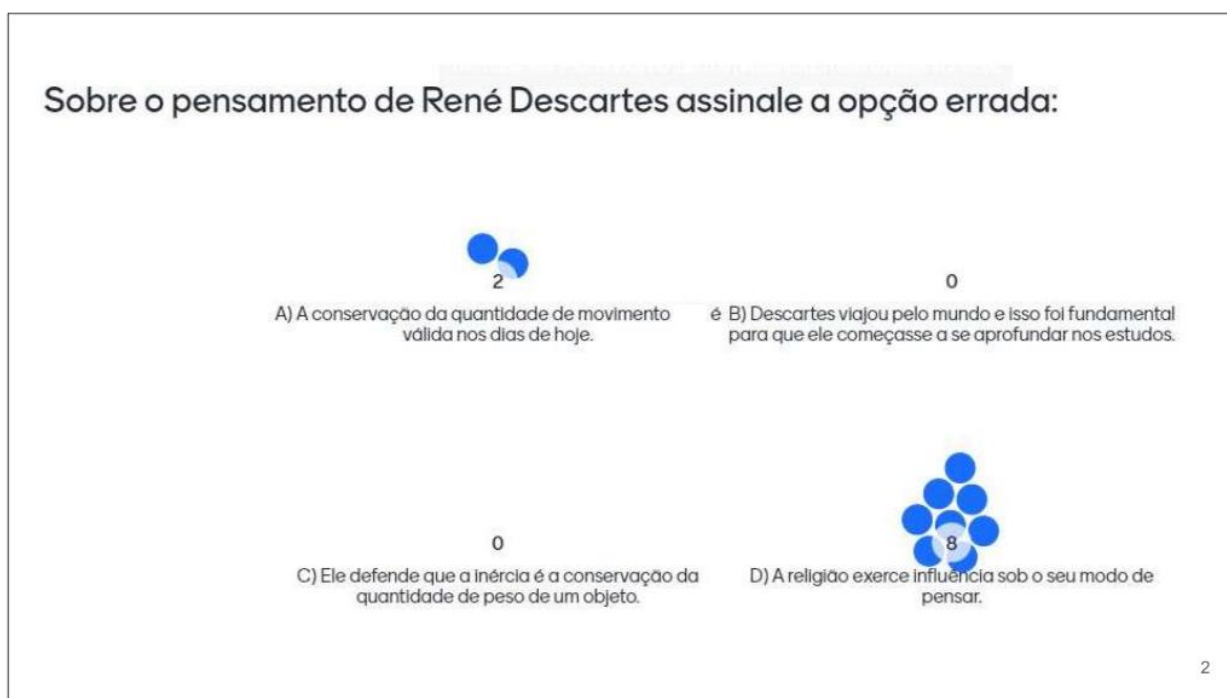 Sobre o pensamento de René Descartes assinale a opção errada:
2
A) A conservação da quantidade de movimento é
válida nos dias de hoje.
0
B) Descartes viajou pelo mundo e isso foi fundamental
para que ele começasse a se aprofundar nos estudos.
0
C) Ele defende que a inércia é a conservação da
quantidade de peso de um objeto.
8
D) A religião exerce influência sob o seu modo de
pensar.
2